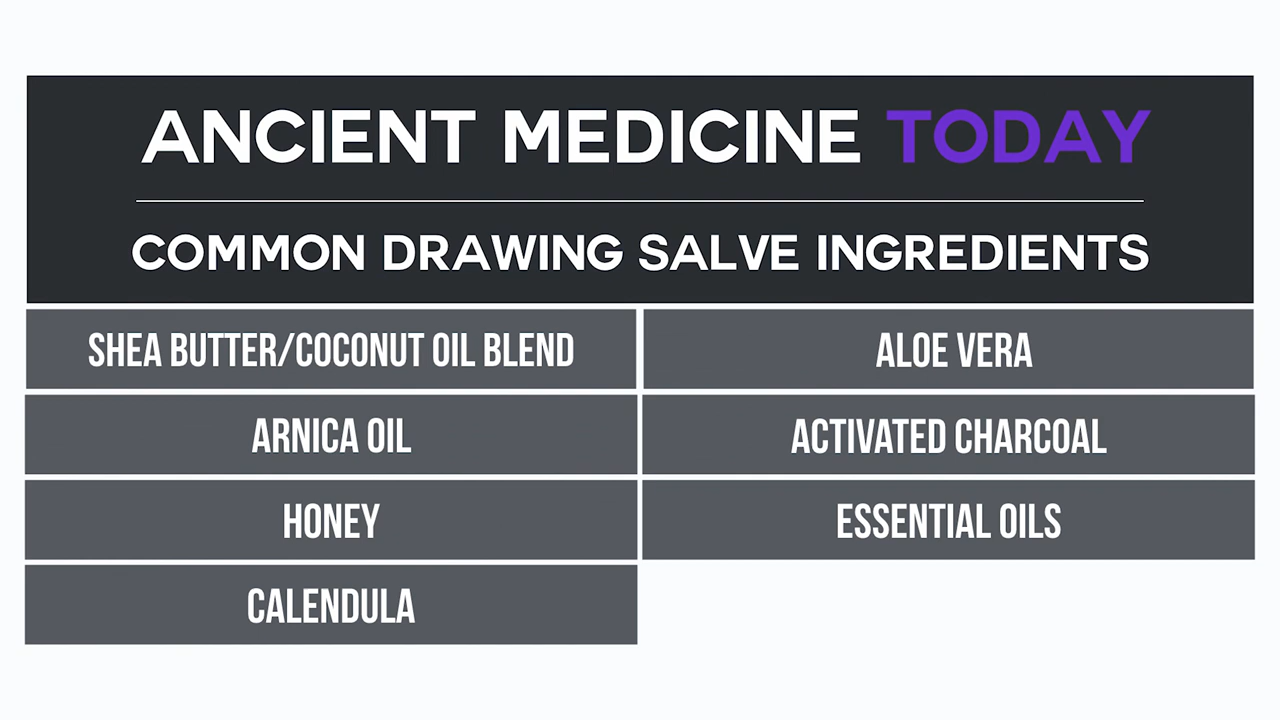 ANCIENT MEDICINE TODAY
COMMON DRAWING SALVE INGREDIENTS
SHEA BUTTER/COCONUT OIL BLEND
ALOE VERA
ARNICA OIL
ACTIVATED CHARCOAL
HONEY
ESSENTIAL OILS
CALENDULA